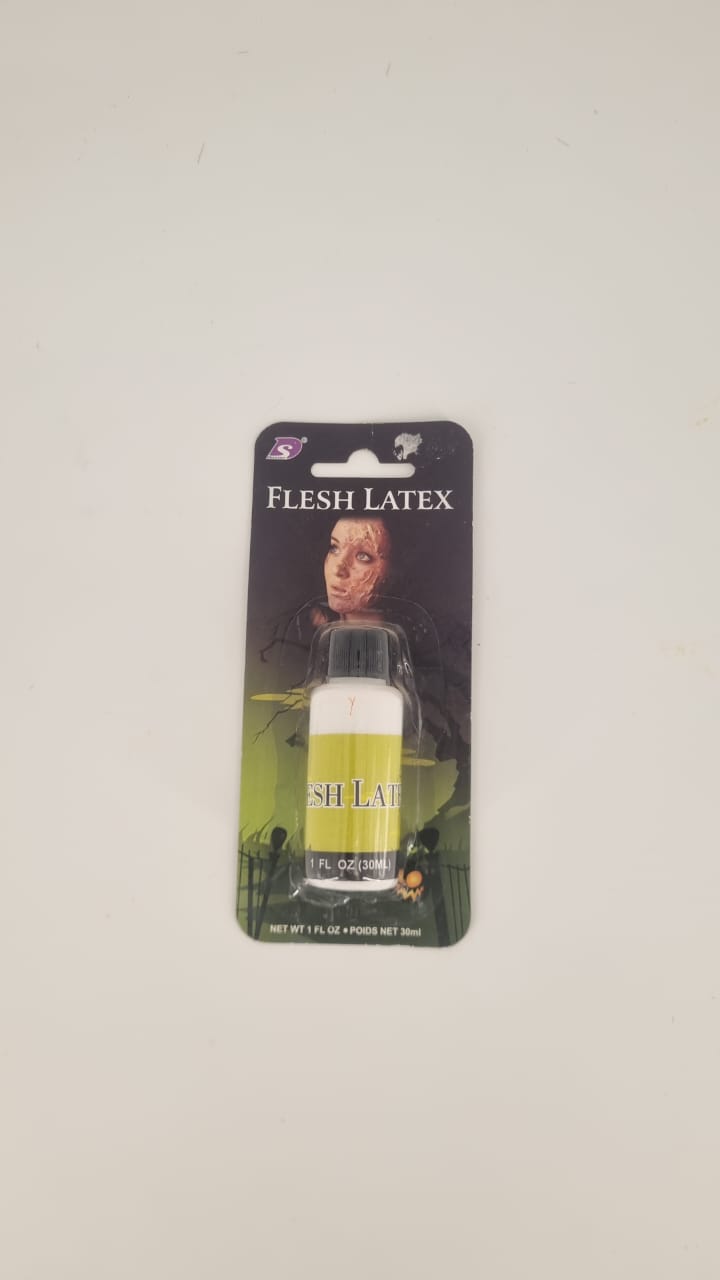 S
FLESH LATEX
Y
ESH LATE
1 FL OZ (30ML)
NET WT 1 FL OZ • POIDS NET 30ml